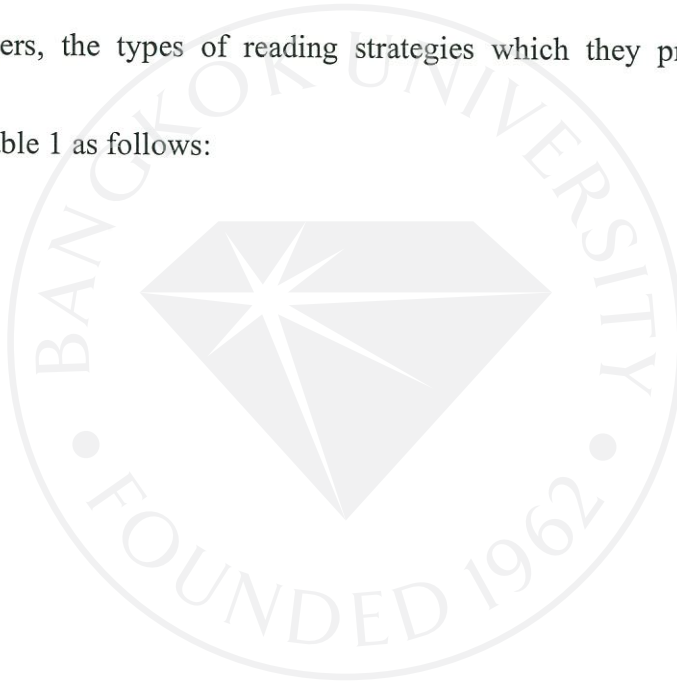 ers, the types of reading strategies which they pr
ble 1 as follows:
BANGKOK UNIVERSITY
FOUNDED 1962